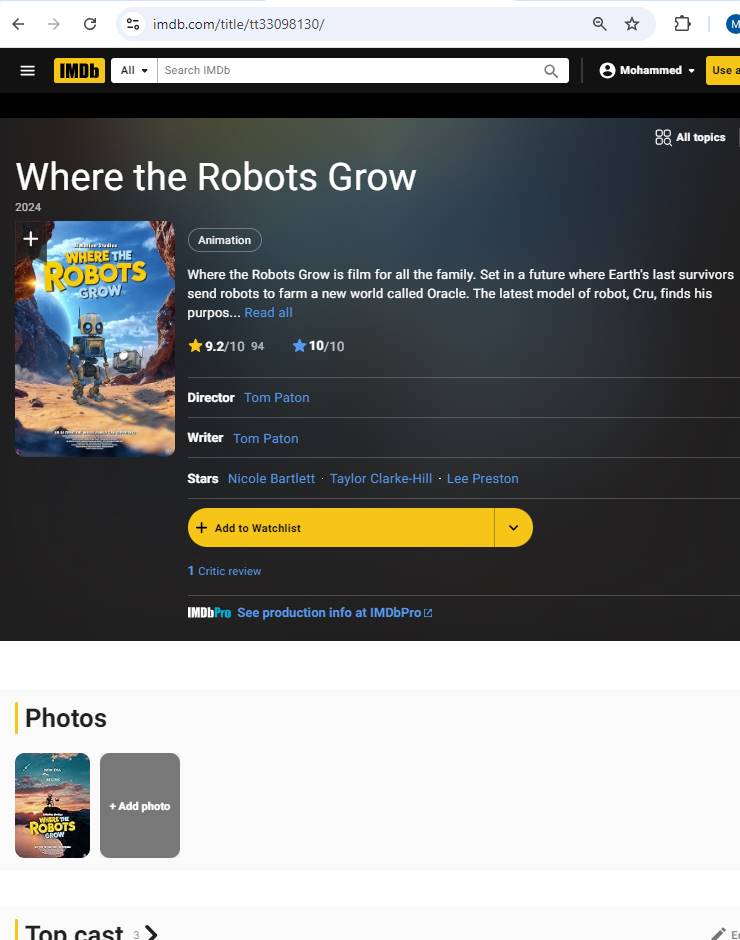 imdb.com/title/tt33098130/
M
IMDb
All
Search IMDb
Mohammed
Use a
All topics
Where the Robots Grow
2024
WHERE THE
ROBOTS
GROW
Animation
Where the Robots Grow is film for all the family. Set in a future where Earth's last survivors
send robots to farm a new world called Oracle. The latest model of robot, Cru, finds his
purpos... Read all
9.2/10 94
10/10
Director Tom Paton
Writer Tom Paton
Stars Nicole Bartlett · Taylor Clarke-Hill · Lee Preston
+ Add to Watchlist
1 Critic review
IMDbPro See production info at IMDbPro
Photos
WHERE THE
ROBOTS
GROW
+ Add photo
Top cast 3